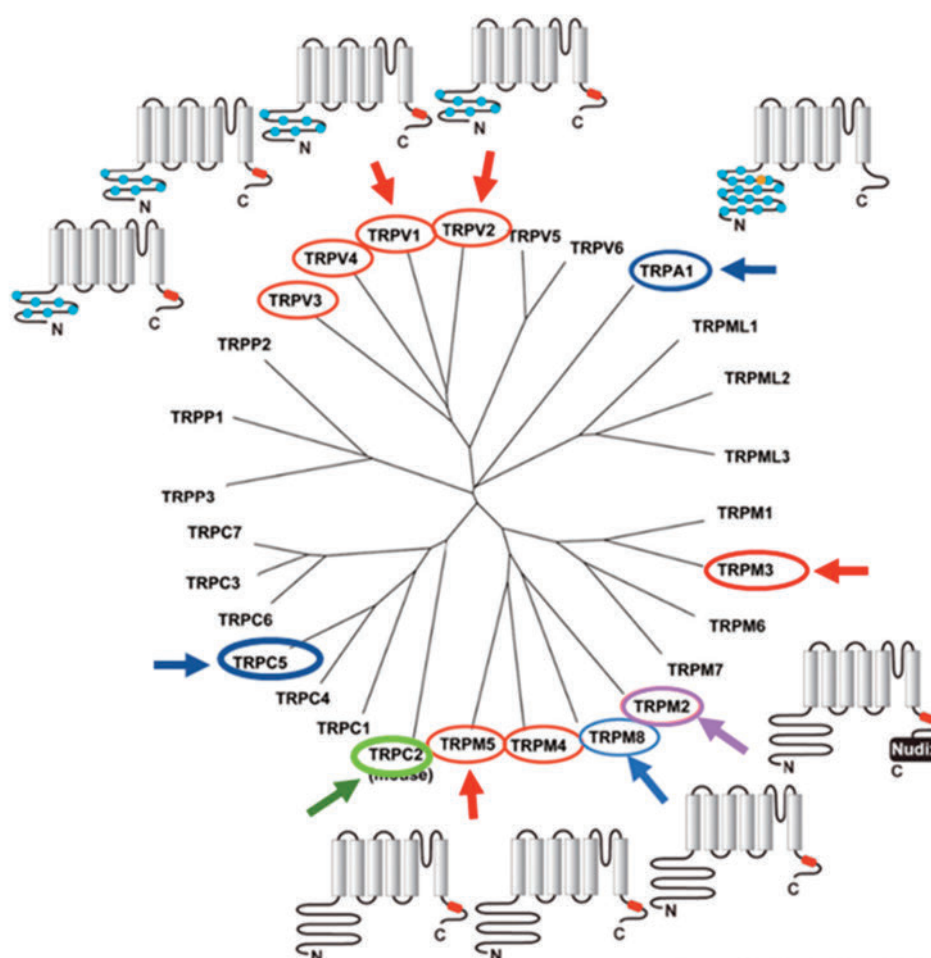 N
C
N
C
N
C
N
C
N
C
TRPV1
TRPV2
TRPV5
TRPV6
TRPV4
TRPA1
TRPV3
TRPML1
TRPP2
TRPML2
TRPP1
TRPML3
TRPP3
TRPM1
TRPC7
TRPM3
TRPC3
TRPC6
TRPM6
TRPC5
TRPM7
TRPC4
TRPM2
TRPC1
TRPM8
TRPC2
(mouse)
TRPM5
TRPM4
Nudix
N
C
N
C
N
C
N
C